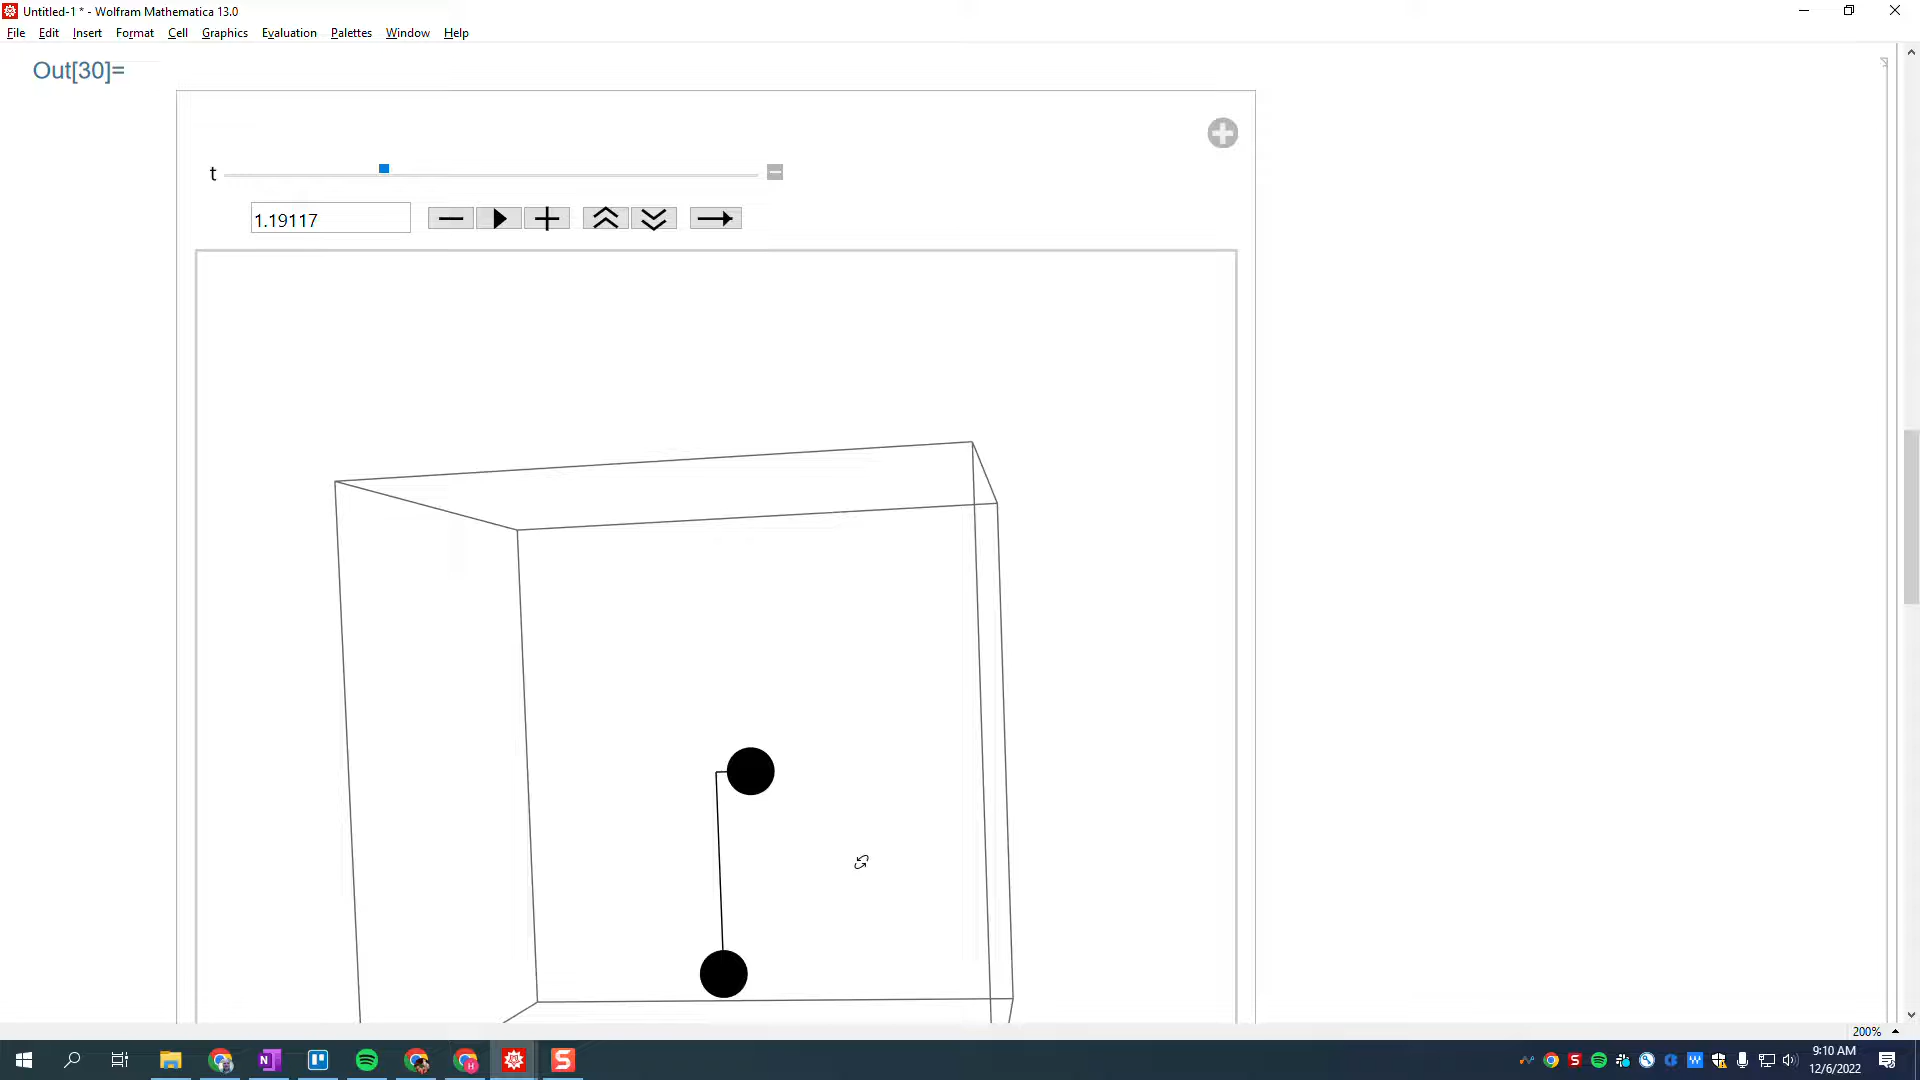 Untitled-1 * - Wolfram Mathematica 13.0
File Edit Insert Format Cell Graphics Evaluation Palettes Window Help
Out[30]=
t
1.19117
200%
9:10 AM
12/6/2022